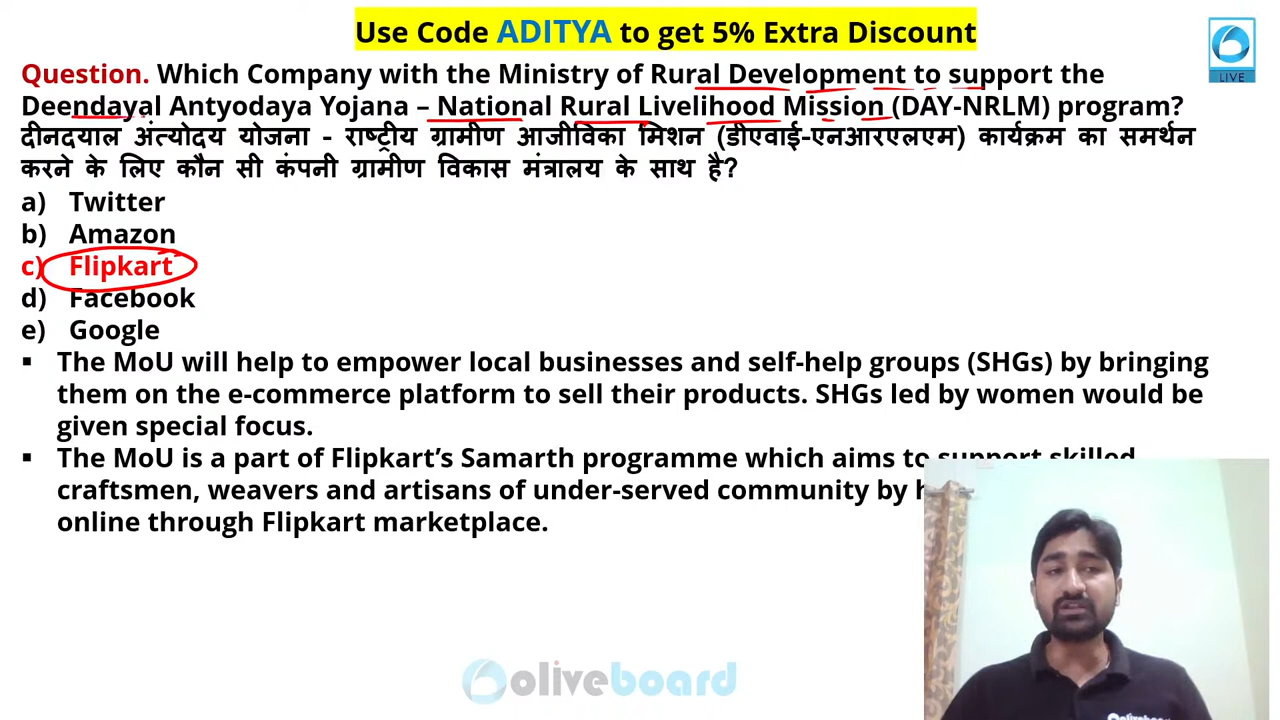 Use Code ADITYA to get 5% Extra Discount
LIVE
Question. Which Company with the Ministry of Rural Development to support the
Deendayal Antyodaya Yojana – National Rural Livelihood Mission (DAY-NRLM) program?
दीनदयाल अंत्योदय योजना - राष्ट्रीय ग्रामीण आजीविका मिशन (डीएवाई-एनआरएलएम) कार्यक्रम का समर्थन
करने के लिए कौन सी कंपनी ग्रामीण विकास मंत्रालय के साथ है?
a) Twitter
b) Amazon
c) Flipkart
d) Facebook
e) Google
▪ The MoU will help to empower local businesses and self-help groups (SHGs) by bringing
them on the e-commerce platform to sell their products. SHGs led by women would be
given special focus.
▪ The MoU is a part of Flipkart’s Samarth programme which aims to support skilled
craftsmen, weavers and artisans of under-served community by
online through Flipkart marketplace.
oliveboard
oliveboard